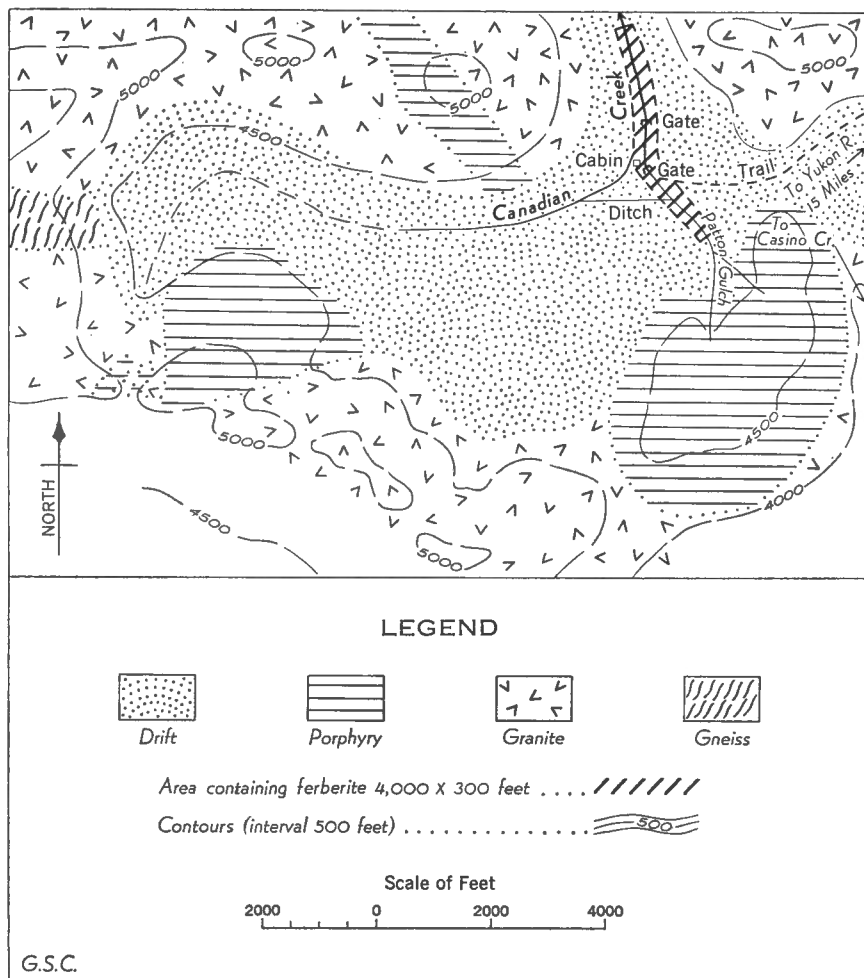 5000
5000
5000
5000
4500
Creek
Gate
Cabin
Gate
Trail
To Yukon R.
15 Miles
Canadian
Ditch
Patton Gulch
To
Casino Cr
5000
4500
4500
4000
5000
NORTH
LEGEND
Drift
Porphyry
Granite
Gneiss
Area containing ferberite 4,000 x 300 feet ....
Contours (interval 500 feet) .............. 500
Scale of Feet
2000 0 2000 4000
G.S.C.